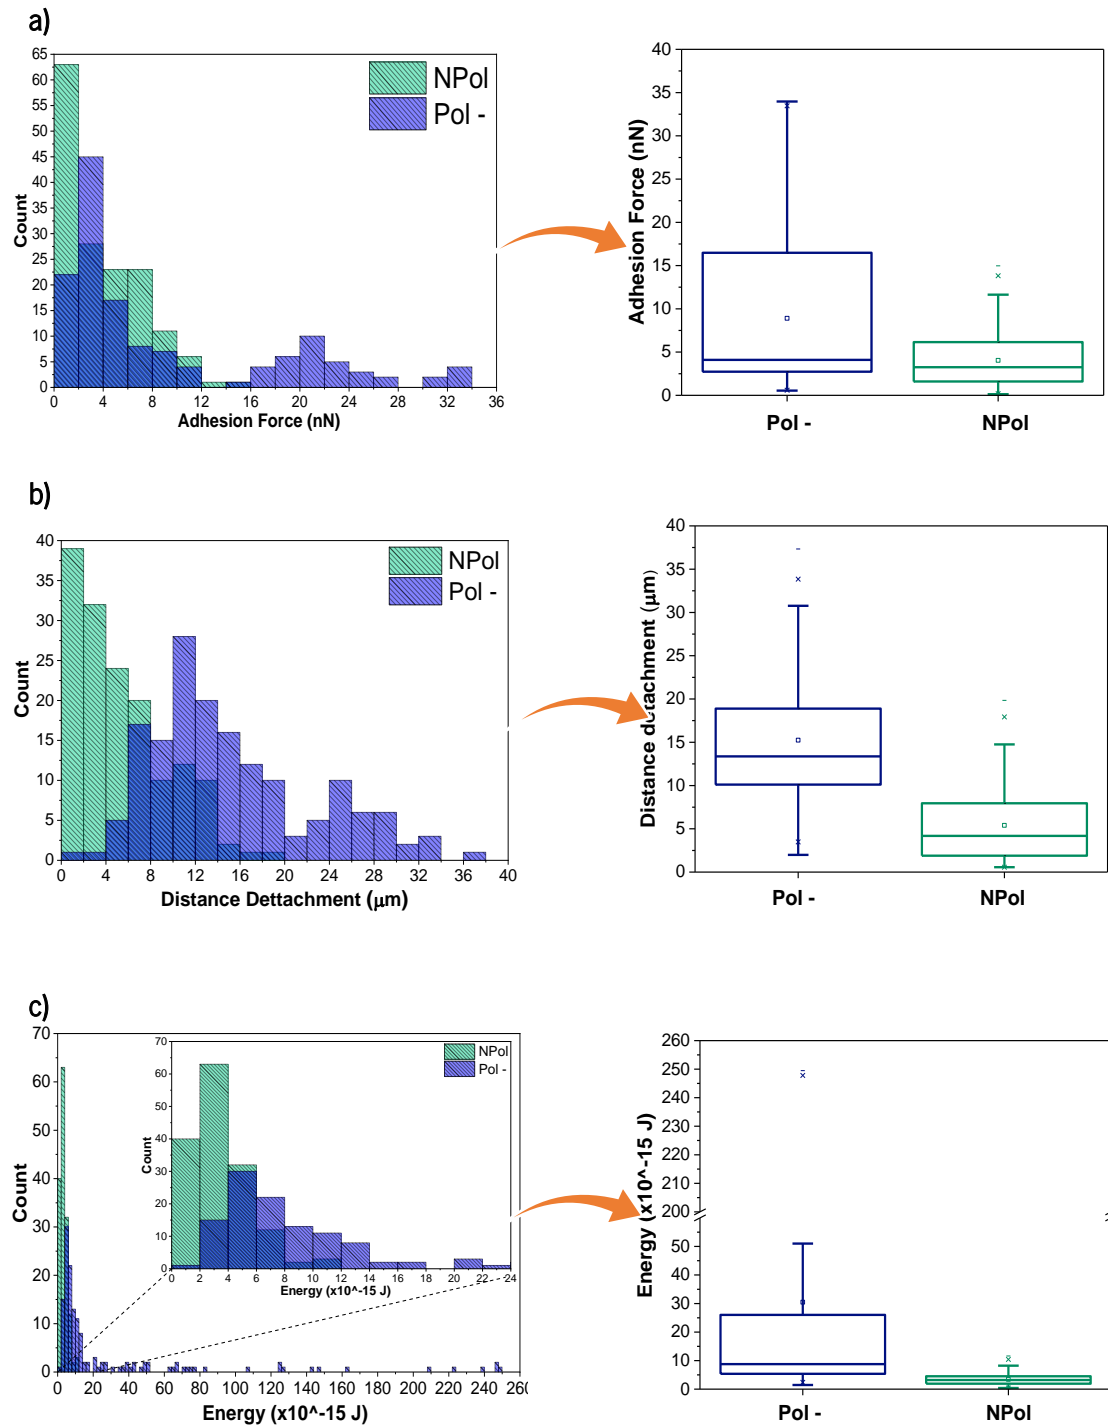 a)
65
60
55
50
45
40
35
30
25
20
15
10
5
0
Count
NPol
Pol -
0 4 8 12 16 20 24 28 32 36
Adhesion Force (nN)
40
35
30
25
20
15
10
5
0
Adhesion Force (nN)
Pol - NPol
b)
40
35
30
25
20
15
10
5
0
Count
NPol
Pol -
0 4 8 12 16 20 24 28 32 36 40
Distance Dettachment (μm)
40
35
30
25
20
15
10
5
0
Distance detachment (μm)
Pol - NPol
c)
70
60
50
40
30
20
10
0
Count
0 20 40 60 80 100 120 140 160 180 200 220 240 260
Energy (x10^-15 J)
70
60
50
40
30
20
10
0
Count
NPol
Pol -
0 2 4 6 8 10 12 14 16 18 20 22 24
Energy (x10^-15 J)
260
250
240
230
220
210
200
50
40
30
20
10
0
Energy (x10^-15 J)
Pol - NPol